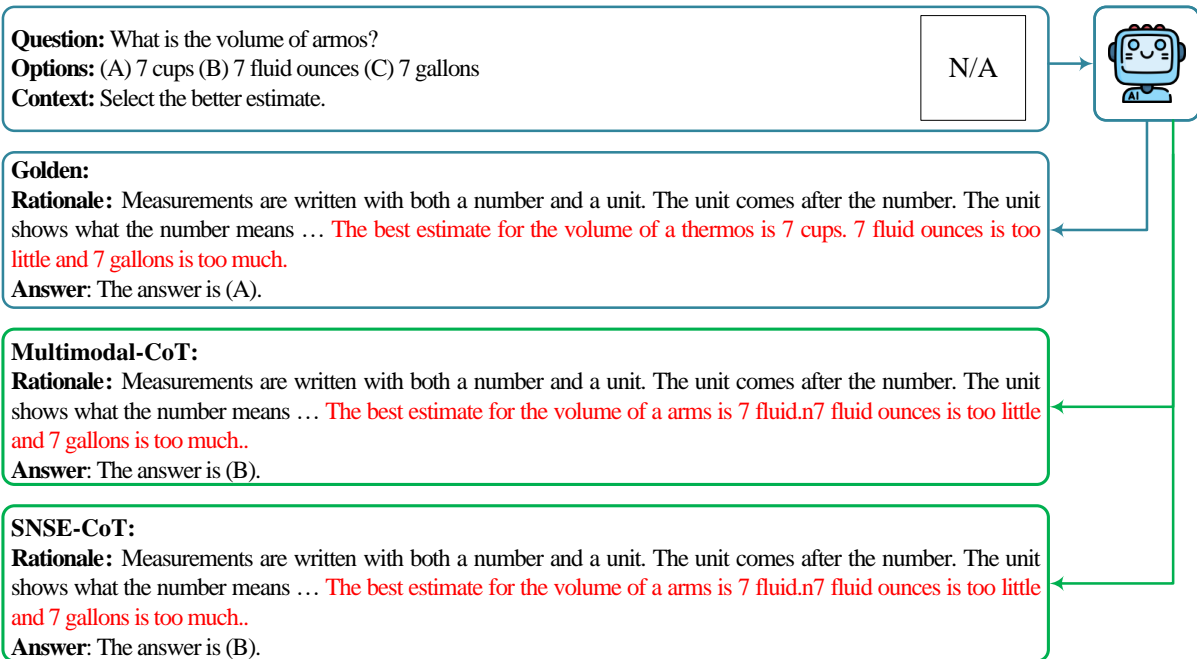 Question: What is the volume of armos?
Options: (A) 7 cups (B) 7 fluid ounces (C) 7 gallons
Context: Select the better estimate.
N/A
AI
Golden:
Rationale: Measurements are written with both a number and a unit. The unit comes after the number. The unit
shows what the number means … The best estimate for the volume of a thermos is 7 cups. 7 fluid ounces is too
little and 7 gallons is too much.
Answer: The answer is (A).
Multimodal-CoT:
Rationale: Measurements are written with both a number and a unit. The unit comes after the number. The unit
shows what the number means … The best estimate for the volume of a arms is 7 fluid.n7 fluid ounces is too little
and 7 gallons is too much..
Answer: The answer is (B).
SNSE-CoT:
Rationale: Measurements are written with both a number and a unit. The unit comes after the number. The unit
shows what the number means … The best estimate for the volume of a arms is 7 fluid.n7 fluid ounces is too little
and 7 gallons is too much..
Answer: The answer is (B).